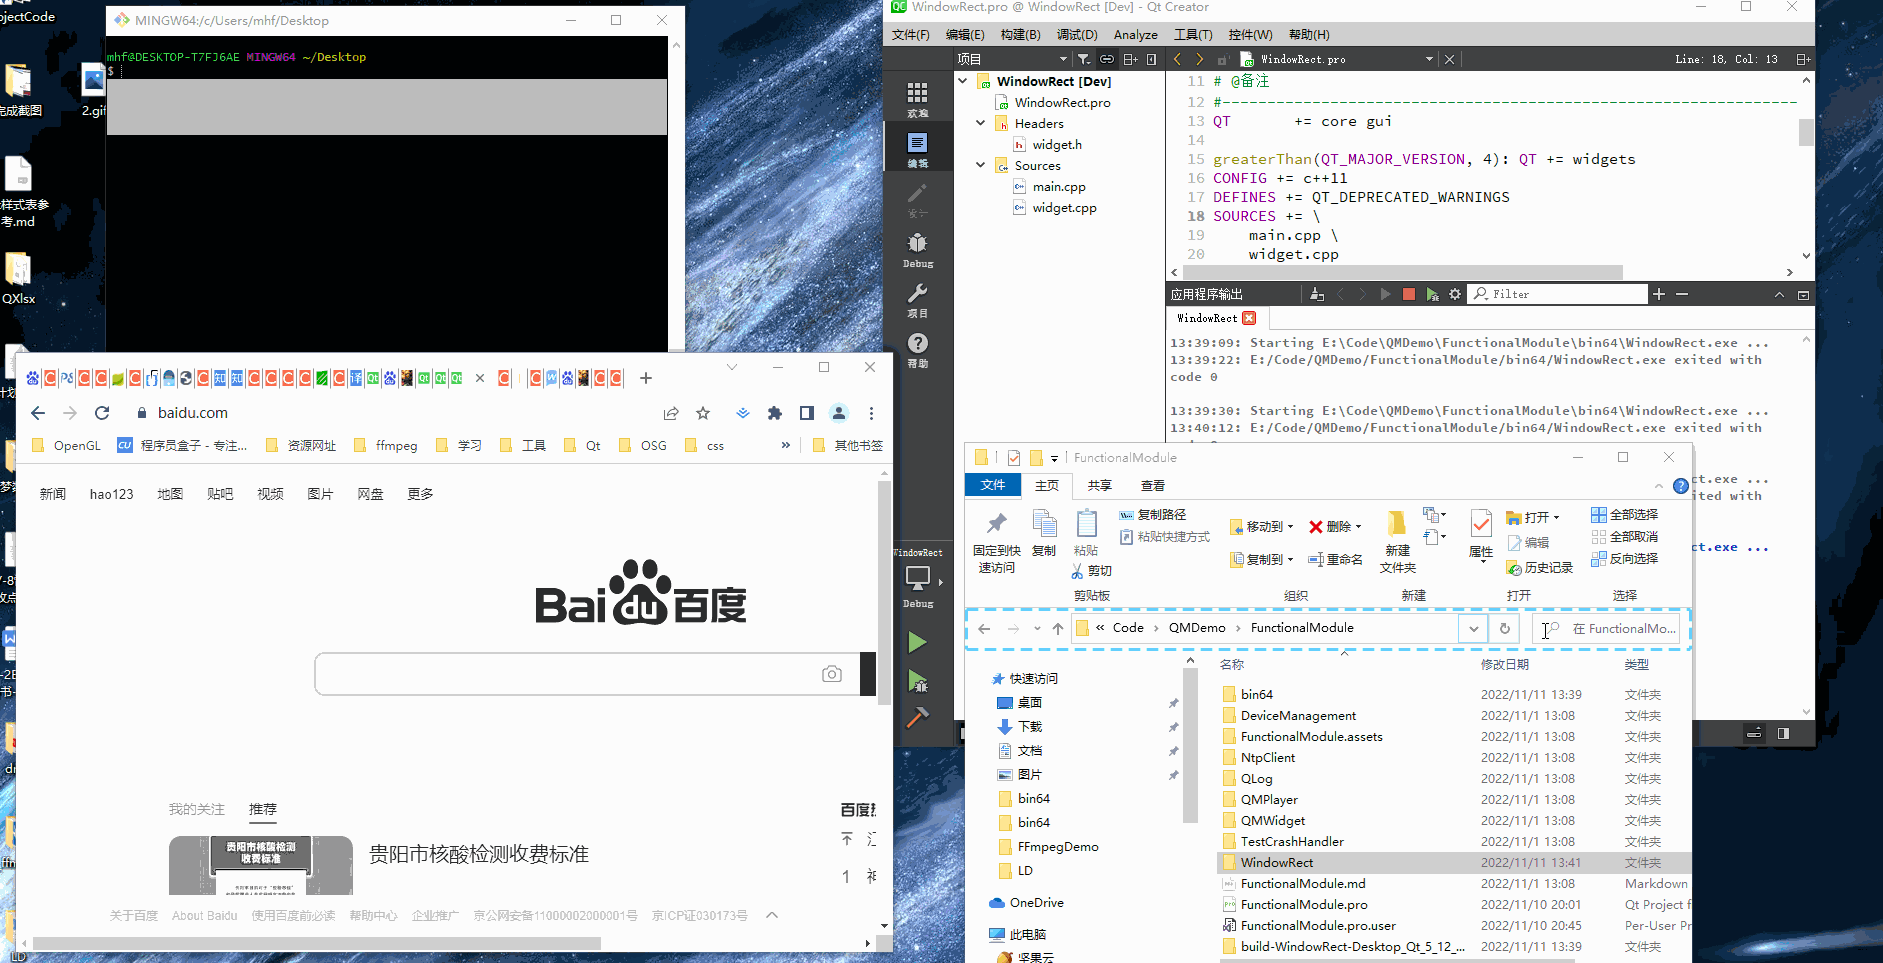 ojectCode
完成截图
2.gif
样式表参
考.md
QXlsx
MINGW64:/c/Users/mhf/Desktop
mhf@DESKTOP-T7FJ6AE MINGW64 ~/Desktop
$
WindowRect.pro @ WindowRect [Dev] - Qt Creator
文件(F) 编辑(E) 构建(B) 调试(D) Analyze 工具(T) 控件(W) 帮助(H)
项目
WindowRect.pro
Line: 18, Col: 13
欢迎
编辑
设计
Debug
项目
帮助
WindowRect
Debug
WindowRect [Dev]
WindowRect.pro
Headers
widget.h
Sources
main.cpp
widget.cpp
11 # @备注
12 #----------------------------------------------------------------
13 QT += core gui
14
15 greaterThan(QT_MAJOR_VERSION, 4): QT += widgets
16 CONFIG += c++11
17 DEFINES += QT_DEPRECATED_WARNINGS
18 SOURCES += \
19 main.cpp \
20 widget.cpp
应用程序输出
Filter
WindowRect
13:39:09: Starting E:\Code\QMDemo\FunctionalModule\bin64\WindowRect.exe ...
13:39:22: E:/Code/QMDemo/FunctionalModule/bin64/WindowRect.exe exited with
code 0
13:39:30: Starting E:\Code\QMDemo\FunctionalModule\bin64\WindowRect.exe ...
13:40:12: E:/Code/QMDemo/FunctionalModule/bin64/WindowRect.exe exited with
ct.exe ...
ited with
ct.exe ...
baidu.com
OpenGL
程序员盒子 - 专注...
资源网址
ffmpeg
学习
工具
Qt
OSG
css
»
其他书签
新闻 hao123 地图 贴吧 视频 图片 网盘 更多
Bai du 百度
我的关注 推荐
百度热
贵阳市核酸检测
收费标准
贵阳市核酸检测收费标准
1 神
关于百度 About Baidu 使用百度前必读 帮助中心 企业推广 京公网安备11000002000001号 京ICP证030173号
LD
FunctionalModule
文件 主页 共享 查看
固定到快
速访问
复制
粘贴
复制路径
粘贴快捷方式
剪切
剪贴板
移动到
复制到
删除
重命名
组织
新建
文件夹
新建
属性
打开
编辑
历史记录
打开
全部选择
全部取消
反向选择
选择
« Code › QMDemo › FunctionalModule
在 FunctionalMo...
快速访问
桌面
下载
文档
图片
bin64
bin64
FFmpegDemo
LD
OneDrive
此电脑
坚果云
名称 修改日期 类型
bin64 2022/11/11 13:39 文件夹
DeviceManagement 2022/11/1 13:08 文件夹
FunctionalModule.assets 2022/11/1 13:08 文件夹
NtpClient 2022/11/1 13:08 文件夹
QLog 2022/11/1 13:08 文件夹
QMPlayer 2022/11/1 13:08 文件夹
QMWidget 2022/11/1 13:08 文件夹
TestCrashHandler 2022/11/1 13:08 文件夹
WindowRect 2022/11/11 13:41 文件夹
FunctionalModule.md 2022/11/1 13:08 Markdown
FunctionalModule.pro 2022/11/10 20:01 Qt Project f
FunctionalModule.pro.user 2022/11/10 20:45 Per-User Pr
build-WindowRect-Desktop_Qt_5_12_... 2022/11/11 13:39 文件夹